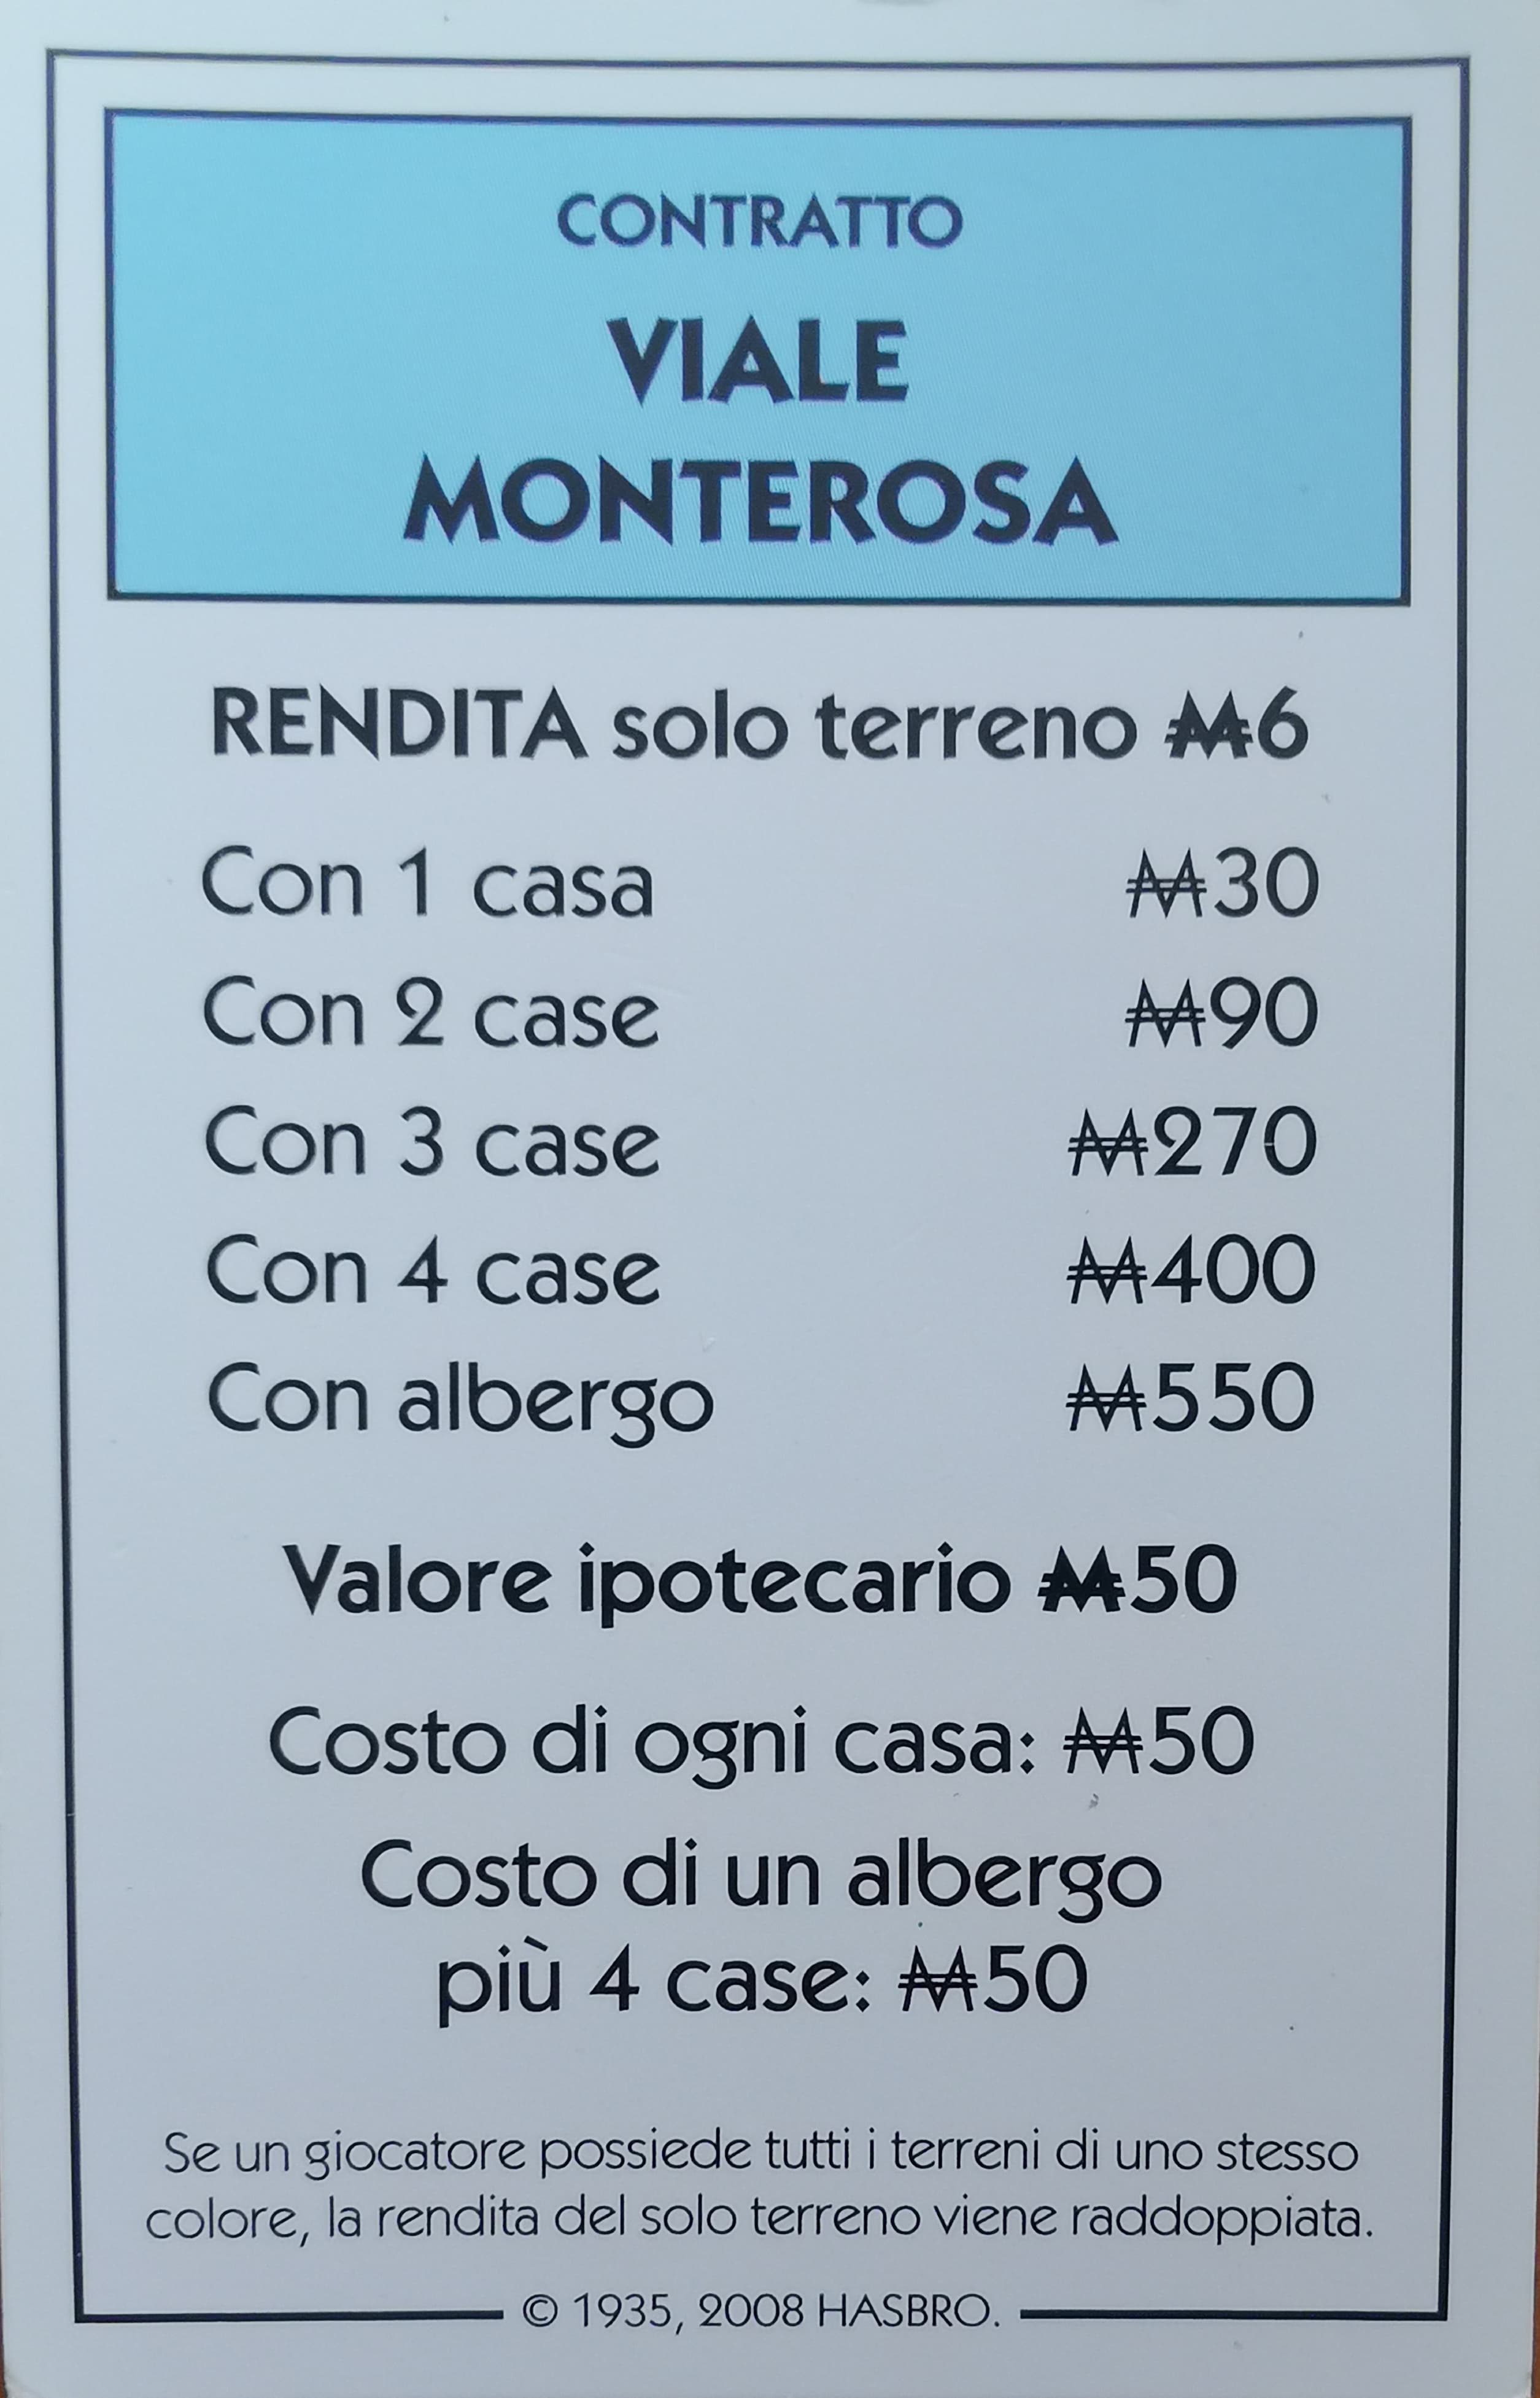 CONTRATTO
VIALE
MONTEROSA
RENDITA solo terreno ₩6
Con 1 casa ₩30
Con 2 case ₩90
Con 3 case ₩270
Con 4 case ₩400
Con albergo ₩550
Valore ipotecario ₩50
Costo di ogni casa: ₩50
Costo di un albergo
più 4 case: ₩50
Se un giocatore possiede tutti i terreni di uno stesso
colore, la rendita del solo terreno viene raddoppiata.
© 1935, 2008 HASBRO.